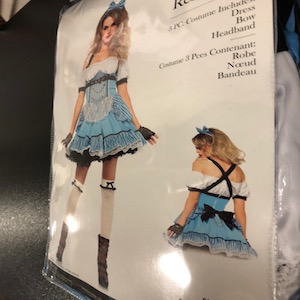 3-PC. Costume Includes:
Dress
Bow
Headband
Costume 3 Pces Contenant:
Robe
Nœud
Bandeau